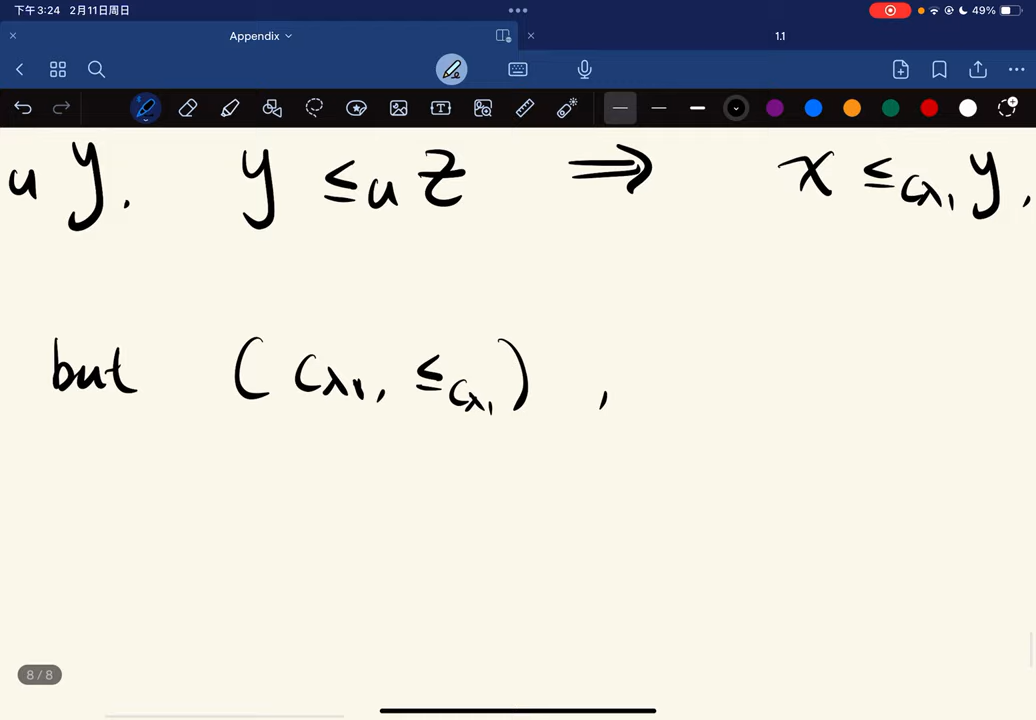 下午3:24 2月11日周日 49%
Appendix 1.1
u y. y ≤u z ⟹ x ≤Cλ₁ y,
but ( Cλ₁, ≤Cλ₁ ) ,
8 / 8